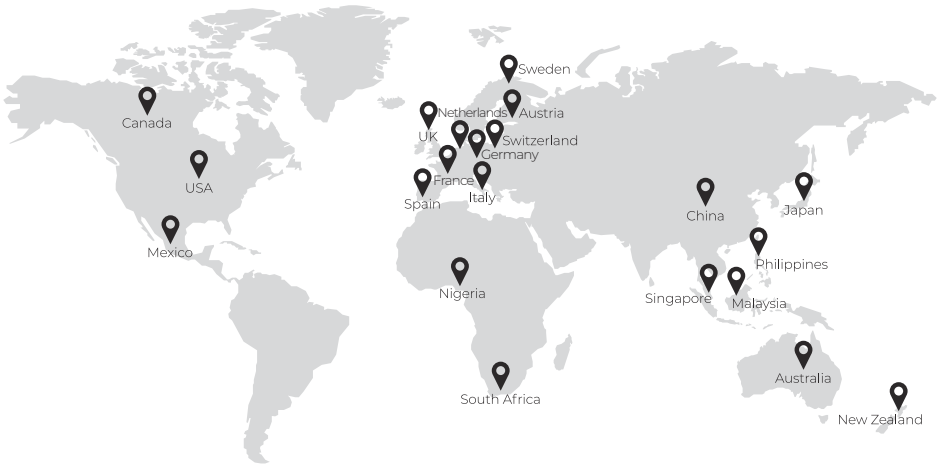 Sweden
Canada
Netherlands
Austria
UK
Switzerland
Germany
USA
France
Italy
Spain
China
Japan
Mexico
Philippines
Nigeria
Singapore
Malaysia
Australia
South Africa
New Zealand